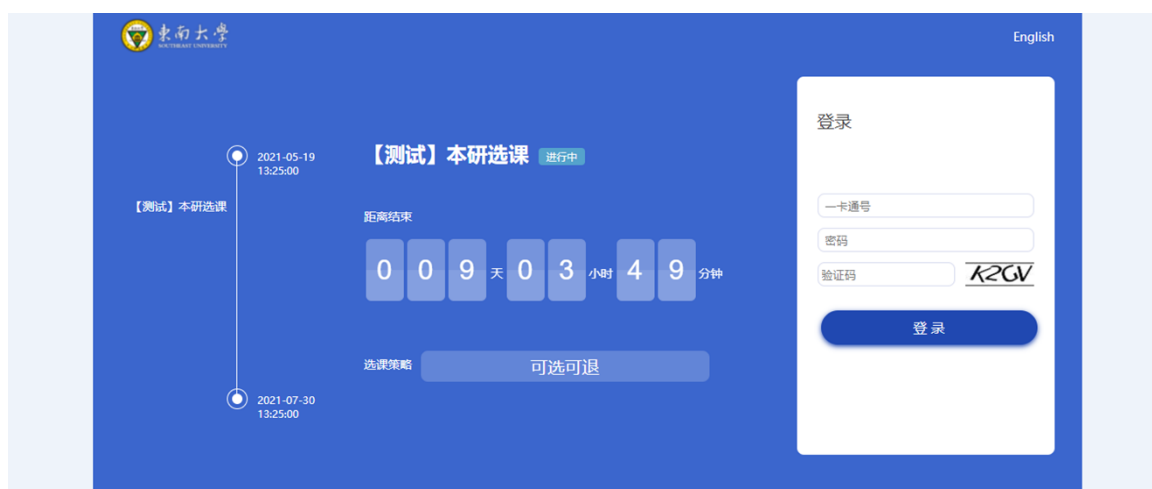 東南大學
SOUTHEAST UNIVERSITY
English
2021-05-19
13:25:00
【测试】本研选课
2021-07-30
13:25:00
【测试】本研选课 进行中
距离结束
0 0 9 天 0 3 小时 4 9 分钟
选课策略 可选可退
登录
一卡通号
密码
验证码 K2GV
登 录